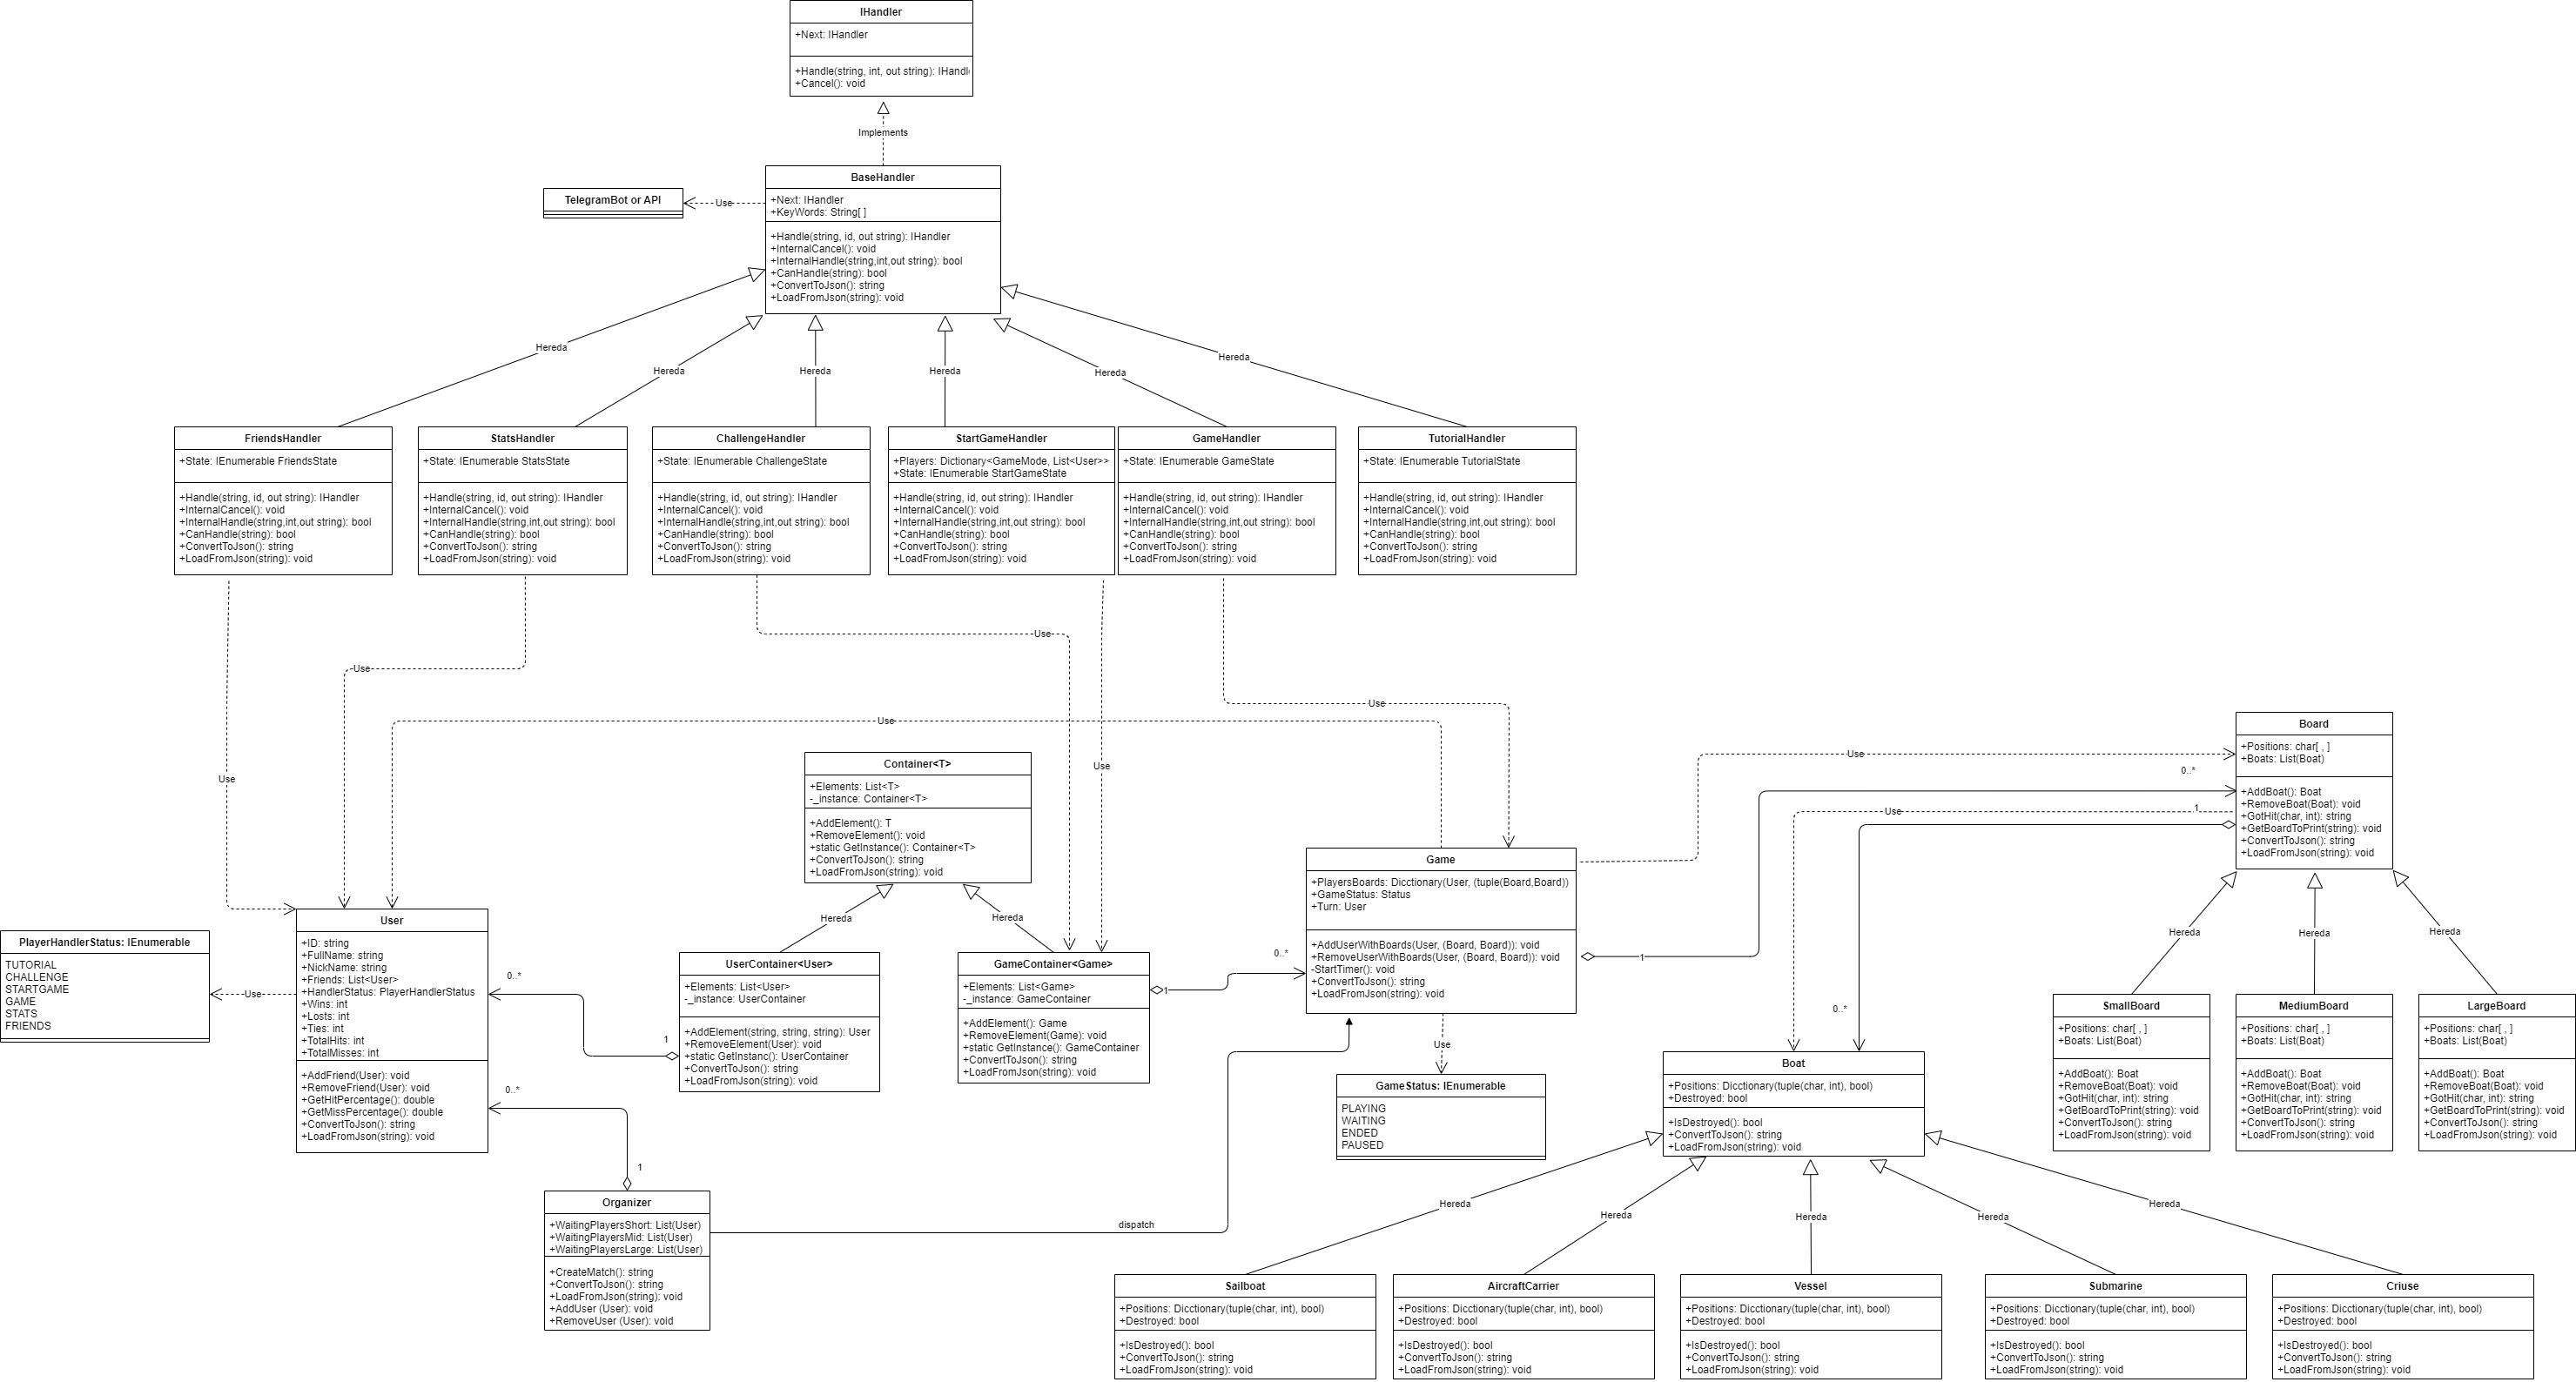 IHandler
+Next: IHandler
+Handle(string, int, out string): IHandl
+Cancel(): void
Implements
BaseHandler
+Next: IHandler
+KeyWords: String[ ]
+Handle(string, id, out string): IHandler
+InternalCancel(): void
+InternalHandle(string,int,out string): bool
+CanHandle(string): bool
+ConvertToJson(): string
+LoadFromJson(string): void
TelegramBot or API
Use
Hereda
Hereda
Hereda
Hereda
Hereda
Hereda
FriendsHandler
+State: IEnumerable FriendsState
+Handle(string, id, out string): IHandler
+InternalCancel(): void
+InternalHandle(string,int,out string): bool
+CanHandle(string): bool
+ConvertToJson(): string
+LoadFromJson(string): void
StatsHandler
+State: IEnumerable StatsState
+Handle(string, id, out string): IHandler
+InternalCancel(): void
+InternalHandle(string,int,out string): bool
+CanHandle(string): bool
+ConvertToJson(): string
+LoadFromJson(string): void
ChallengeHandler
+State: IEnumerable ChallengeState
+Handle(string, id, out string): IHandler
+InternalCancel(): void
+InternalHandle(string,int,out string): bool
+CanHandle(string): bool
+ConvertToJson(): string
+LoadFromJson(string): void
StartGameHandler
+Players: Dictionary<GameMode, List<User>>
+State: IEnumerable StartGameState
+Handle(string, id, out string): IHandler
+InternalCancel(): void
+InternalHandle(string,int,out string): bool
+CanHandle(string): bool
+ConvertToJson(): string
+LoadFromJson(string): void
GameHandler
+State: IEnumerable GameState
+Handle(string, id, out string): IHandler
+InternalCancel(): void
+InternalHandle(string,int,out string): bool
+CanHandle(string): bool
+ConvertToJson(): string
+LoadFromJson(string): void
TutorialHandler
+State: IEnumerable TutorialState
+Handle(string, id, out string): IHandler
+InternalCancel(): void
+InternalHandle(string,int,out string): bool
+CanHandle(string): bool
+ConvertToJson(): string
+LoadFromJson(string): void
Use
Use
Use
Use
Use
Use
Use
Use
Container<T>
+Elements: List<T>
-_instance: Container<T>
+AddElement(): T
+RemoveElement(): void
+static GetInstance(): Container<T>
+ConvertToJson(): string
+LoadFromJson(string): void
Hereda
Hereda
Board
+Positions: char[ , ]
+Boats: List(Boat)
+AddBoat(): Boat
+RemoveBoat(Boat): void
+GotHit(char, int): string
+GetBoardToPrint(string): void
+ConvertToJson(): string
+LoadFromJson(string): void
0..*
1
Use
Game
+PlayersBoards: Dicctionary(User, (tuple(Board,Board))
+GameStatus: Status
+Turn: User
+AddUserWithBoards(User, (Board, Board)): void
+RemoveUserWithBoards(User, (Board, Board)): void
-StartTimer(): void
+ConvertToJson(): string
+LoadFromJson(string): void
1
Hereda
Hereda
Hereda
PlayerHandlerStatus: IEnumerable
TUTORIAL
CHALLENGE
STARTGAME
GAME
STATS
FRIENDS
Use
User
+ID: string
+FullName: string
+NickName: string
+Friends: List<User>
+HandlerStatus: PlayerHandlerStatus
+Wins: int
+Losts: int
+Ties: int
+TotalHits: int
+TotalMisses: int
+AddFriend(User): void
+RemoveFriend(User): void
+GetHitPercentage(): double
+GetMissPercentage(): double
+ConvertToJson(): string
+LoadFromJson(string): void
0..*
1
0..*
1
UserContainer<User>
+Elements: List<User>
-_instance: UserContainer
+AddElement(string, string, string): User
+RemoveElement(User): void
+static GetInstanc(): UserContainer
+ConvertToJson(): string
+LoadFromJson(string): void
GameContainer<Game>
+Elements: List<Game>
-_instance: GameContainer
+AddElement(): Game
+RemoveElement(Game): void
+static GetInstance(): GameContainer
+ConvertToJson(): string
+LoadFromJson(string): void
1
0..*
Use
GameStatus: IEnumerable
PLAYING
WAITING
ENDED
PAUSED
0..*
Boat
+Positions: Dicctionary(tuple(char, int), bool)
+Destroyed: bool
+IsDestroyed(): bool
+ConvertToJson(): string
+LoadFromJson(string): void
SmallBoard
+Positions: char[ , ]
+Boats: List(Boat)
+AddBoat(): Boat
+RemoveBoat(Boat): void
+GotHit(char, int): string
+GetBoardToPrint(string): void
+ConvertToJson(): string
+LoadFromJson(string): void
MediumBoard
+Positions: char[ , ]
+Boats: List(Boat)
+AddBoat(): Boat
+RemoveBoat(Boat): void
+GotHit(char, int): string
+GetBoardToPrint(string): void
+ConvertToJson(): string
+LoadFromJson(string): void
LargeBoard
+Positions: char[ , ]
+Boats: List(Boat)
+AddBoat(): Boat
+RemoveBoat(Boat): void
+GotHit(char, int): string
+GetBoardToPrint(string): void
+ConvertToJson(): string
+LoadFromJson(string): void
Organizer
+WaitingPlayersShort: List(User)
+WaitingPlayersMid: List(User)
+WaitingPlayersLarge: List(User)
+CreateMatch(): string
+ConvertToJson(): string
+LoadFromJson(string): void
+AddUser (User): void
+RemoveUser (User): void
dispatch
Hereda
Hereda
Hereda
Hereda
Hereda
Sailboat
+Positions: Dicctionary(tuple(char, int), bool)
+Destroyed: bool
+IsDestroyed(): bool
+ConvertToJson(): string
+LoadFromJson(string): void
AircraftCarrier
+Positions: Dicctionary(tuple(char, int), bool)
+Destroyed: bool
+IsDestroyed(): bool
+ConvertToJson(): string
+LoadFromJson(string): void
Vessel
+Positions: Dicctionary(tuple(char, int), bool)
+Destroyed: bool
+IsDestroyed(): bool
+ConvertToJson(): string
+LoadFromJson(string): void
Submarine
+Positions: Dicctionary(tuple(char, int), bool)
+Destroyed: bool
+IsDestroyed(): bool
+ConvertToJson(): string
+LoadFromJson(string): void
Criuse
+Positions: Dicctionary(tuple(char, int), bool)
+Destroyed: bool
+IsDestroyed(): bool
+ConvertToJson(): string
+LoadFromJson(string): void